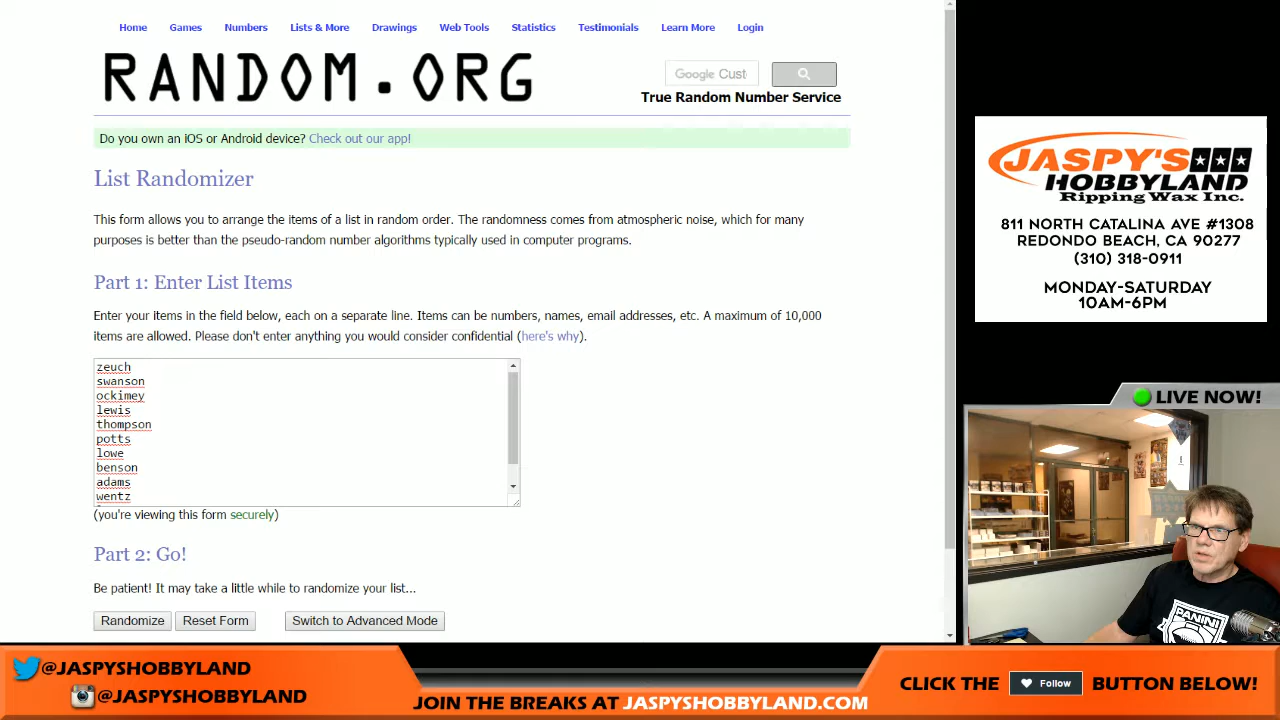 Home Games Numbers Lists & More Drawings Web Tools Statistics Testimonials Learn More Login
RANDOM.ORG
Google Cust
True Random Number Service
Do you own an iOS or Android device? Check out our app!
List Randomizer
This form allows you to arrange the items of a list in random order. The randomness comes from atmospheric noise, which for many
purposes is better than the pseudo-random number algorithms typically used in computer programs.
Part 1: Enter List Items
Enter your items in the field below, each on a separate line. Items can be numbers, names, email addresses, etc. A maximum of 10,000
items are allowed. Please don't enter anything you would consider confidential (here's why).
zeuch
swanson
ockimey
lewis
thompson
potts
lowe
benson
adams
wentz
(you're viewing this form securely)
Part 2: Go!
Be patient! It may take a little while to randomize your list...
Randomize Reset Form Switch to Advanced Mode
JASPY'S
HOBBYLAND
Ripping Wax Inc.
811 NORTH CATALINA AVE #1308
REDONDO BEACH, CA 90277
(310) 318-0911
MONDAY-SATURDAY
10AM-6PM
LIVE NOW!
PANINI
@JASPYSHOBBYLAND
@JASPYSHOBBYLAND
JOIN THE BREAKS AT JASPYSHOBBYLAND.COM
CLICK THE Follow BUTTON BELOW!